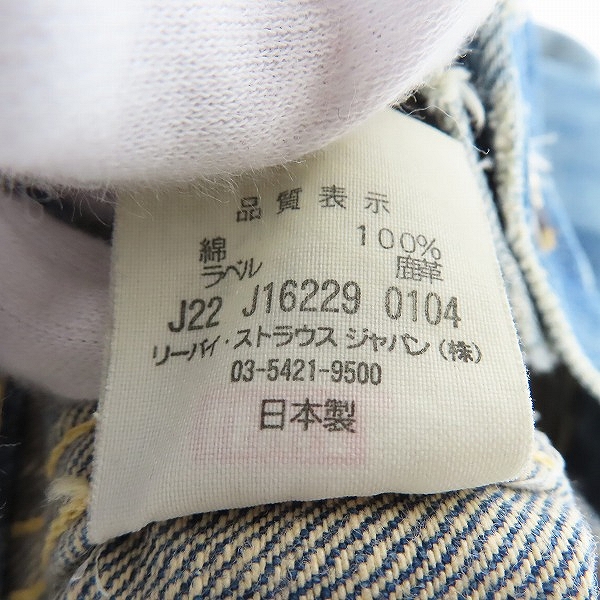 品質表示
綿 100%
ラベル 鹿革
J22 J16229 0104
リーバイ・ストラウス ジャパン(株)
03-5421-9500
日本製